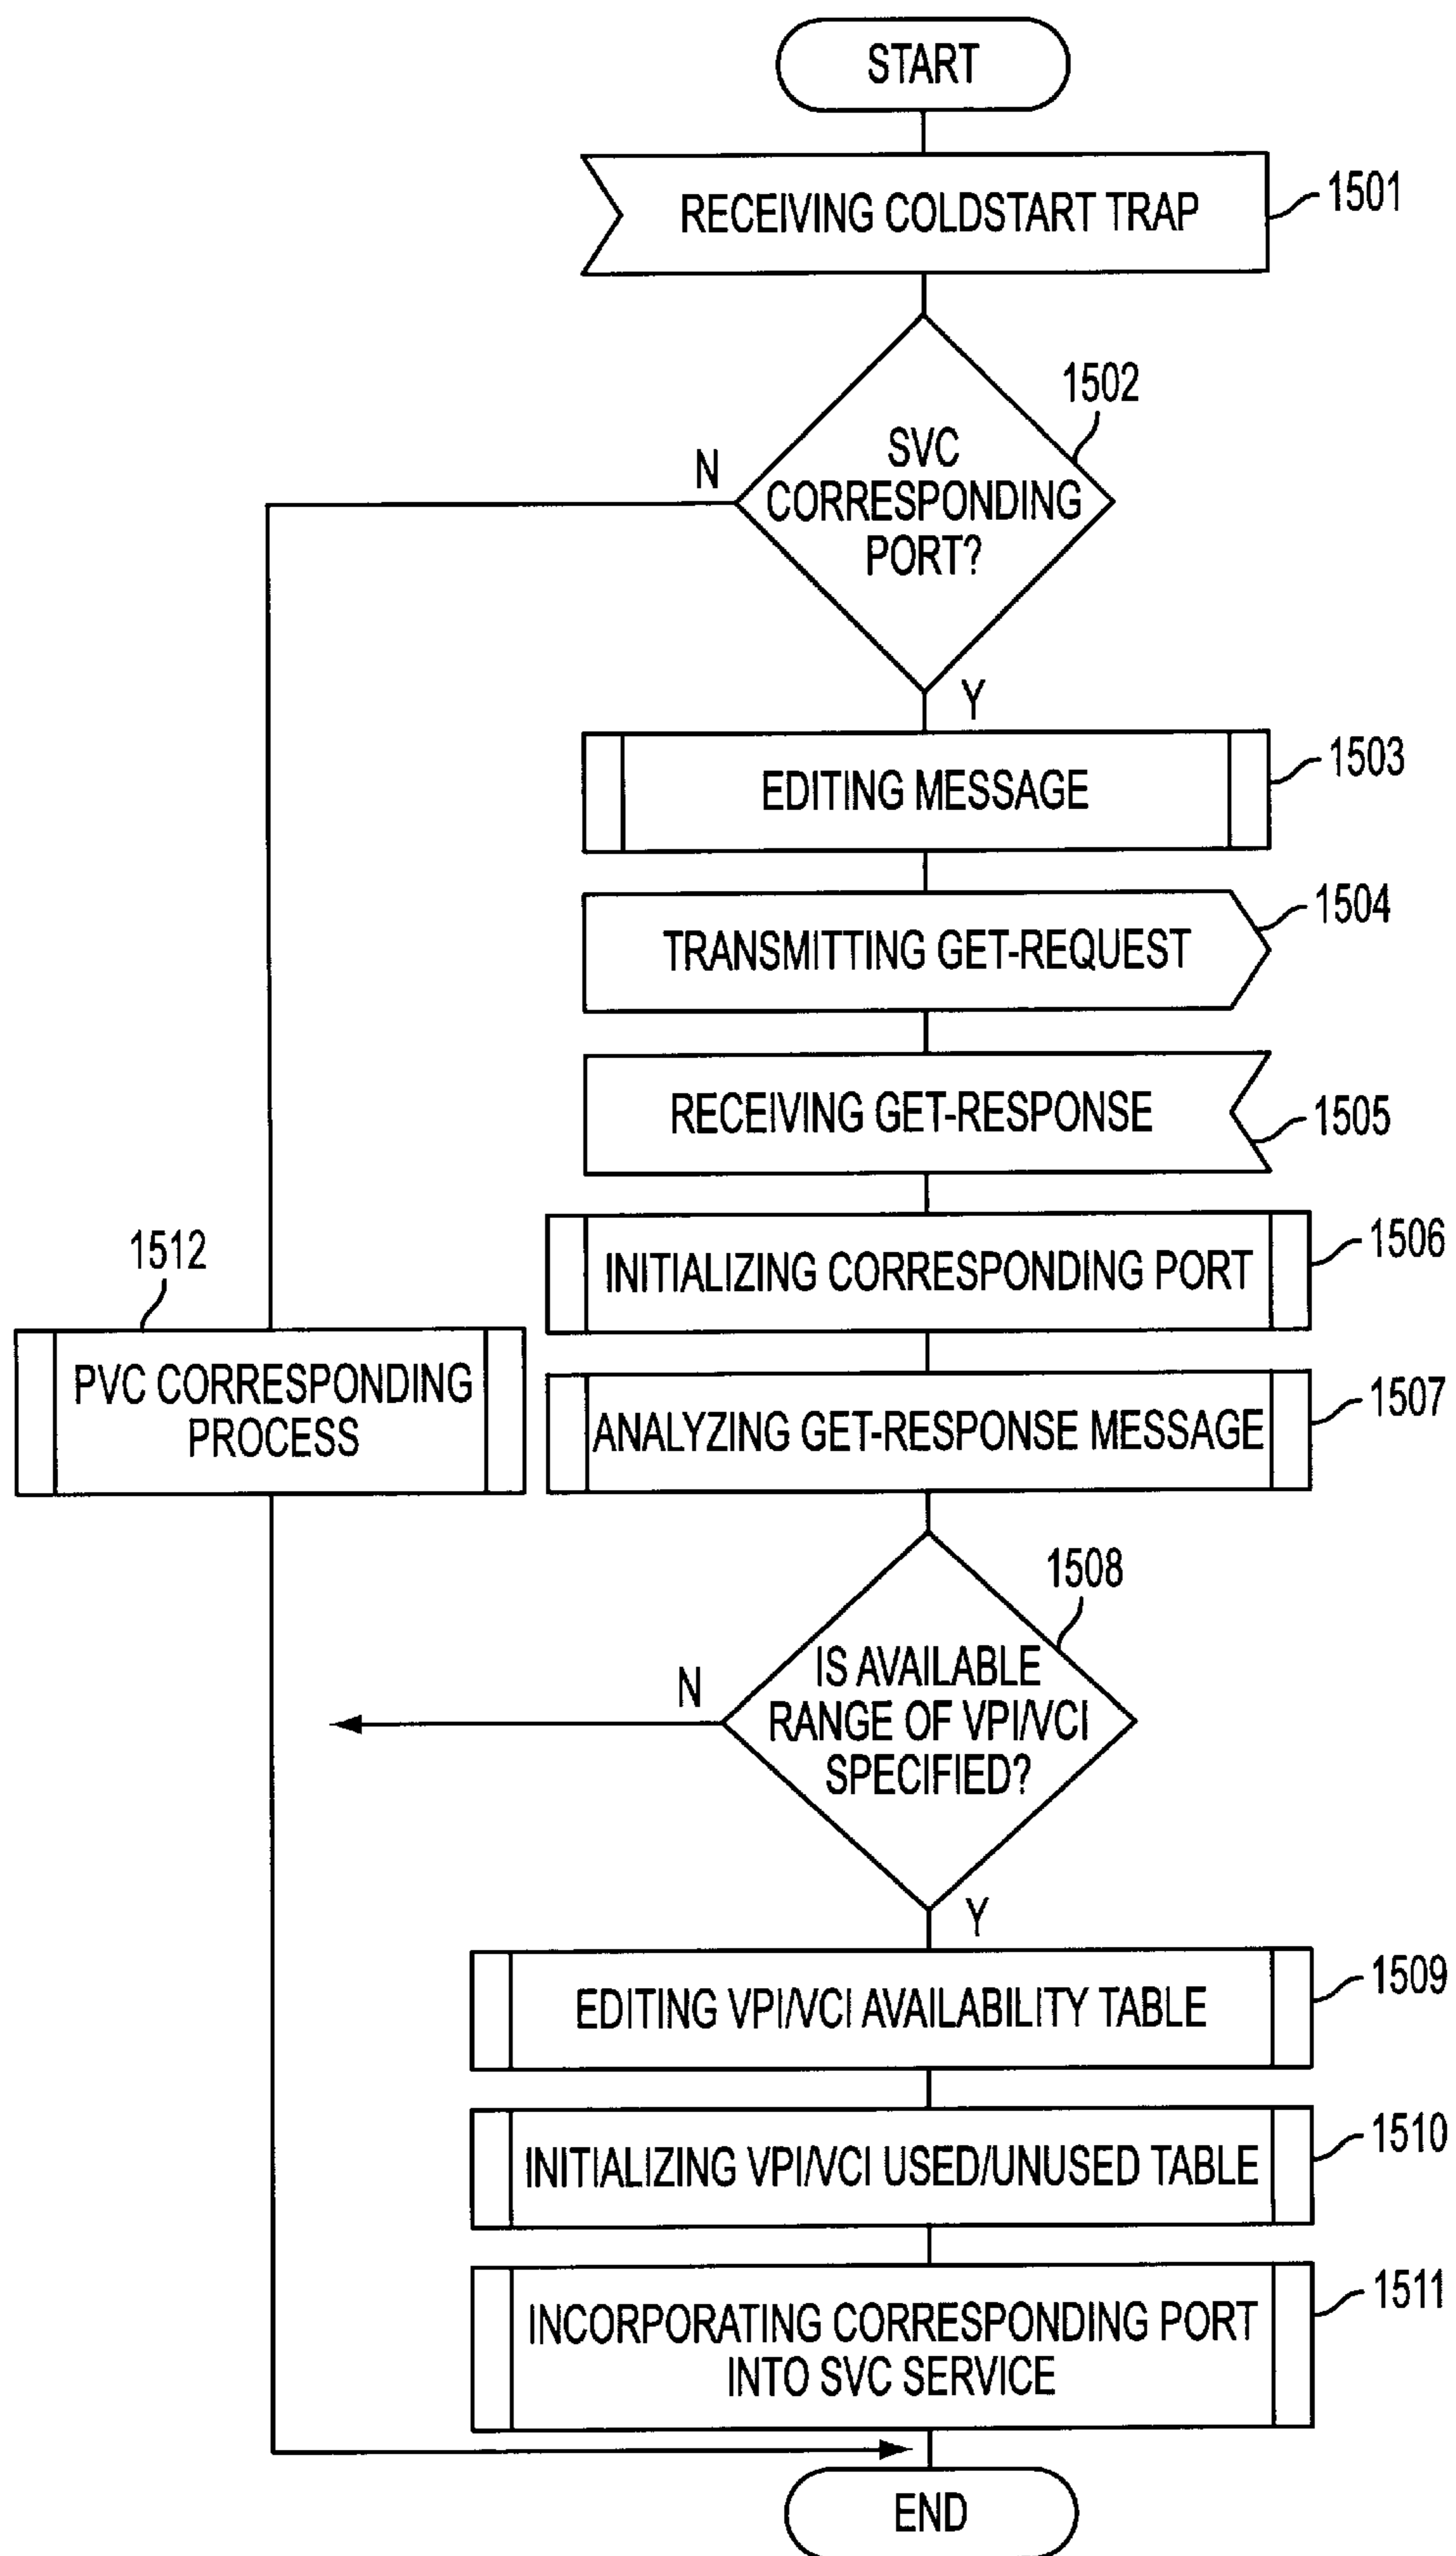 START
RECEIVING COLDSTART TRAP
1501
1502
SVC
CORRESPONDING
PORT?
N
Y
EDITING MESSAGE
1503
TRANSMITTING GET-REQUEST
1504
RECEIVING GET-RESPONSE
1505
INITIALIZING CORRESPONDING PORT
1506
1512
PVC CORRESPONDING
PROCESS
ANALYZING GET-RESPONSE MESSAGE
1507
1508
IS AVAILABLE
RANGE OF VPI/VCI
SPECIFIED?
N
Y
EDITING VPI/VCI AVAILABILITY TABLE
1509
INITIALIZING VPI/VCI USED/UNUSED TABLE
1510
INCORPORATING CORRESPONDING PORT
INTO SVC SERVICE
1511
END